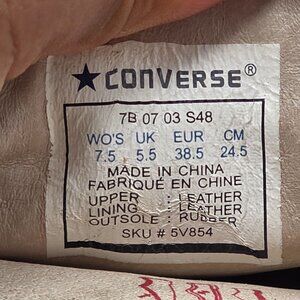 ★CONVERSE®
7B 07 03 S48
WO'S UK EUR CM
7.5 5.5 38.5 24.5
MADE IN CHINA
FABRIQUÉ EN CHINE
UPPER : LEATHER
LINING : LEATHER
OUTSOLE : RUBBER
SKU # 5V854